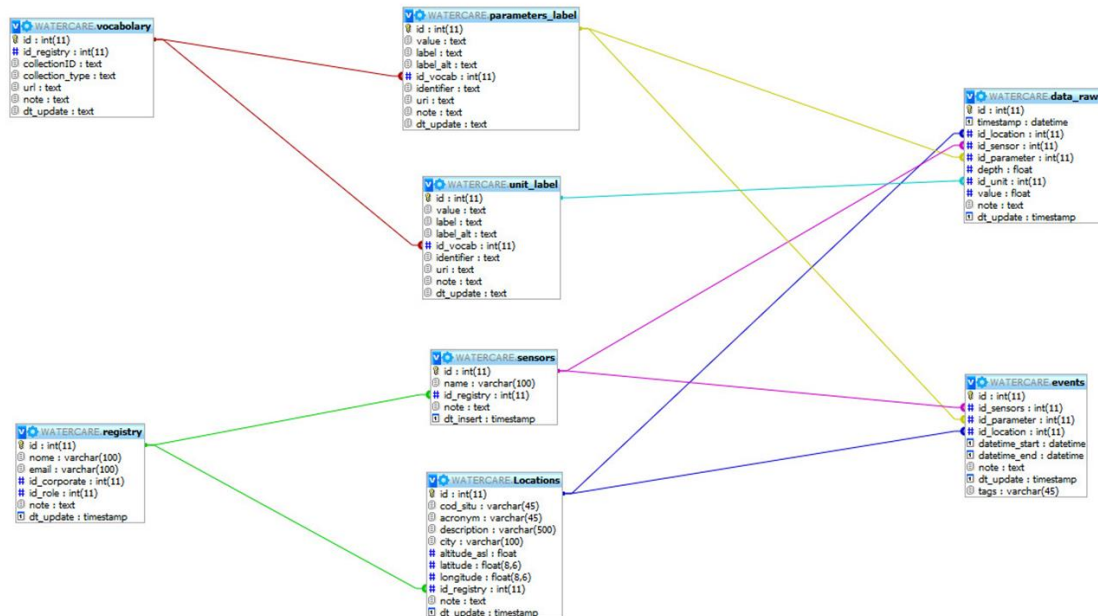 WATERCARE.vocabolary
id : int(11)
id_registry : int(11)
collectionID : text
collection_type : text
url : text
note : text
dt_update : text
WATERCARE.parameters_label
id : int(11)
value : text
label : text
label_alt : text
id_vocab : int(11)
identifier : text
uri : text
note : text
dt_update : text
WATERCARE.data_raw
id : int(11)
timestamp : datetime
id_location : int(11)
id_sensor : int(11)
id_parameter : int(11)
depth : float
id_unit : int(11)
value : float
note : text
dt_update : timestamp
WATERCARE.unit_label
id : int(11)
value : text
label : text
label_alt : text
id_vocab : int(11)
identifier : text
uri : text
note : text
dt_update : text
WATERCARE.sensors
id : int(11)
name : varchar(100)
id_registry : int(11)
note : text
dt_insert : timestamp
WATERCARE.events
id : int(11)
id_sensors : int(11)
id_parameter : int(11)
id_location : int(11)
datetime_start : datetime
datetime_end : datetime
note : text
dt_update : timestamp
tags : varchar(45)
WATERCARE.registry
id : int(11)
nome : varchar(100)
email : varchar(100)
id_corporate : int(11)
id_role : int(11)
note : text
dt_update : timestamp
WATERCARE.Locations
id : int(11)
cod_situ : varchar(45)
acronym : varchar(45)
description : varchar(500)
city : varchar(100)
altitude_asl : float
latitude : float(8,6)
longitude : float(8,6)
id_registry : int(11)
note : text
dt_update : timestamp